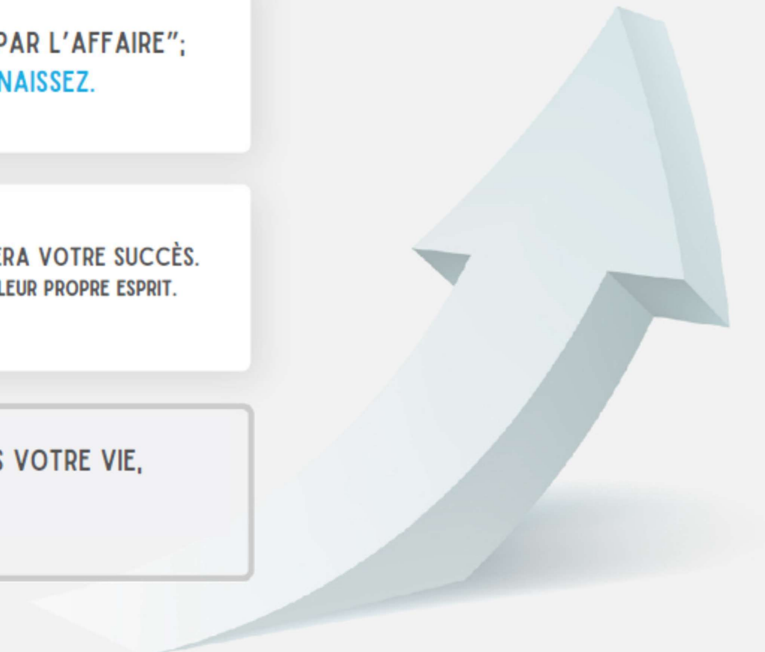 PAR L'AFFAIRE";
NAISSEZ.
ERA VOTRE SUCCÈS.
LEUR PROPRE ESPRIT.
S VOTRE VIE,